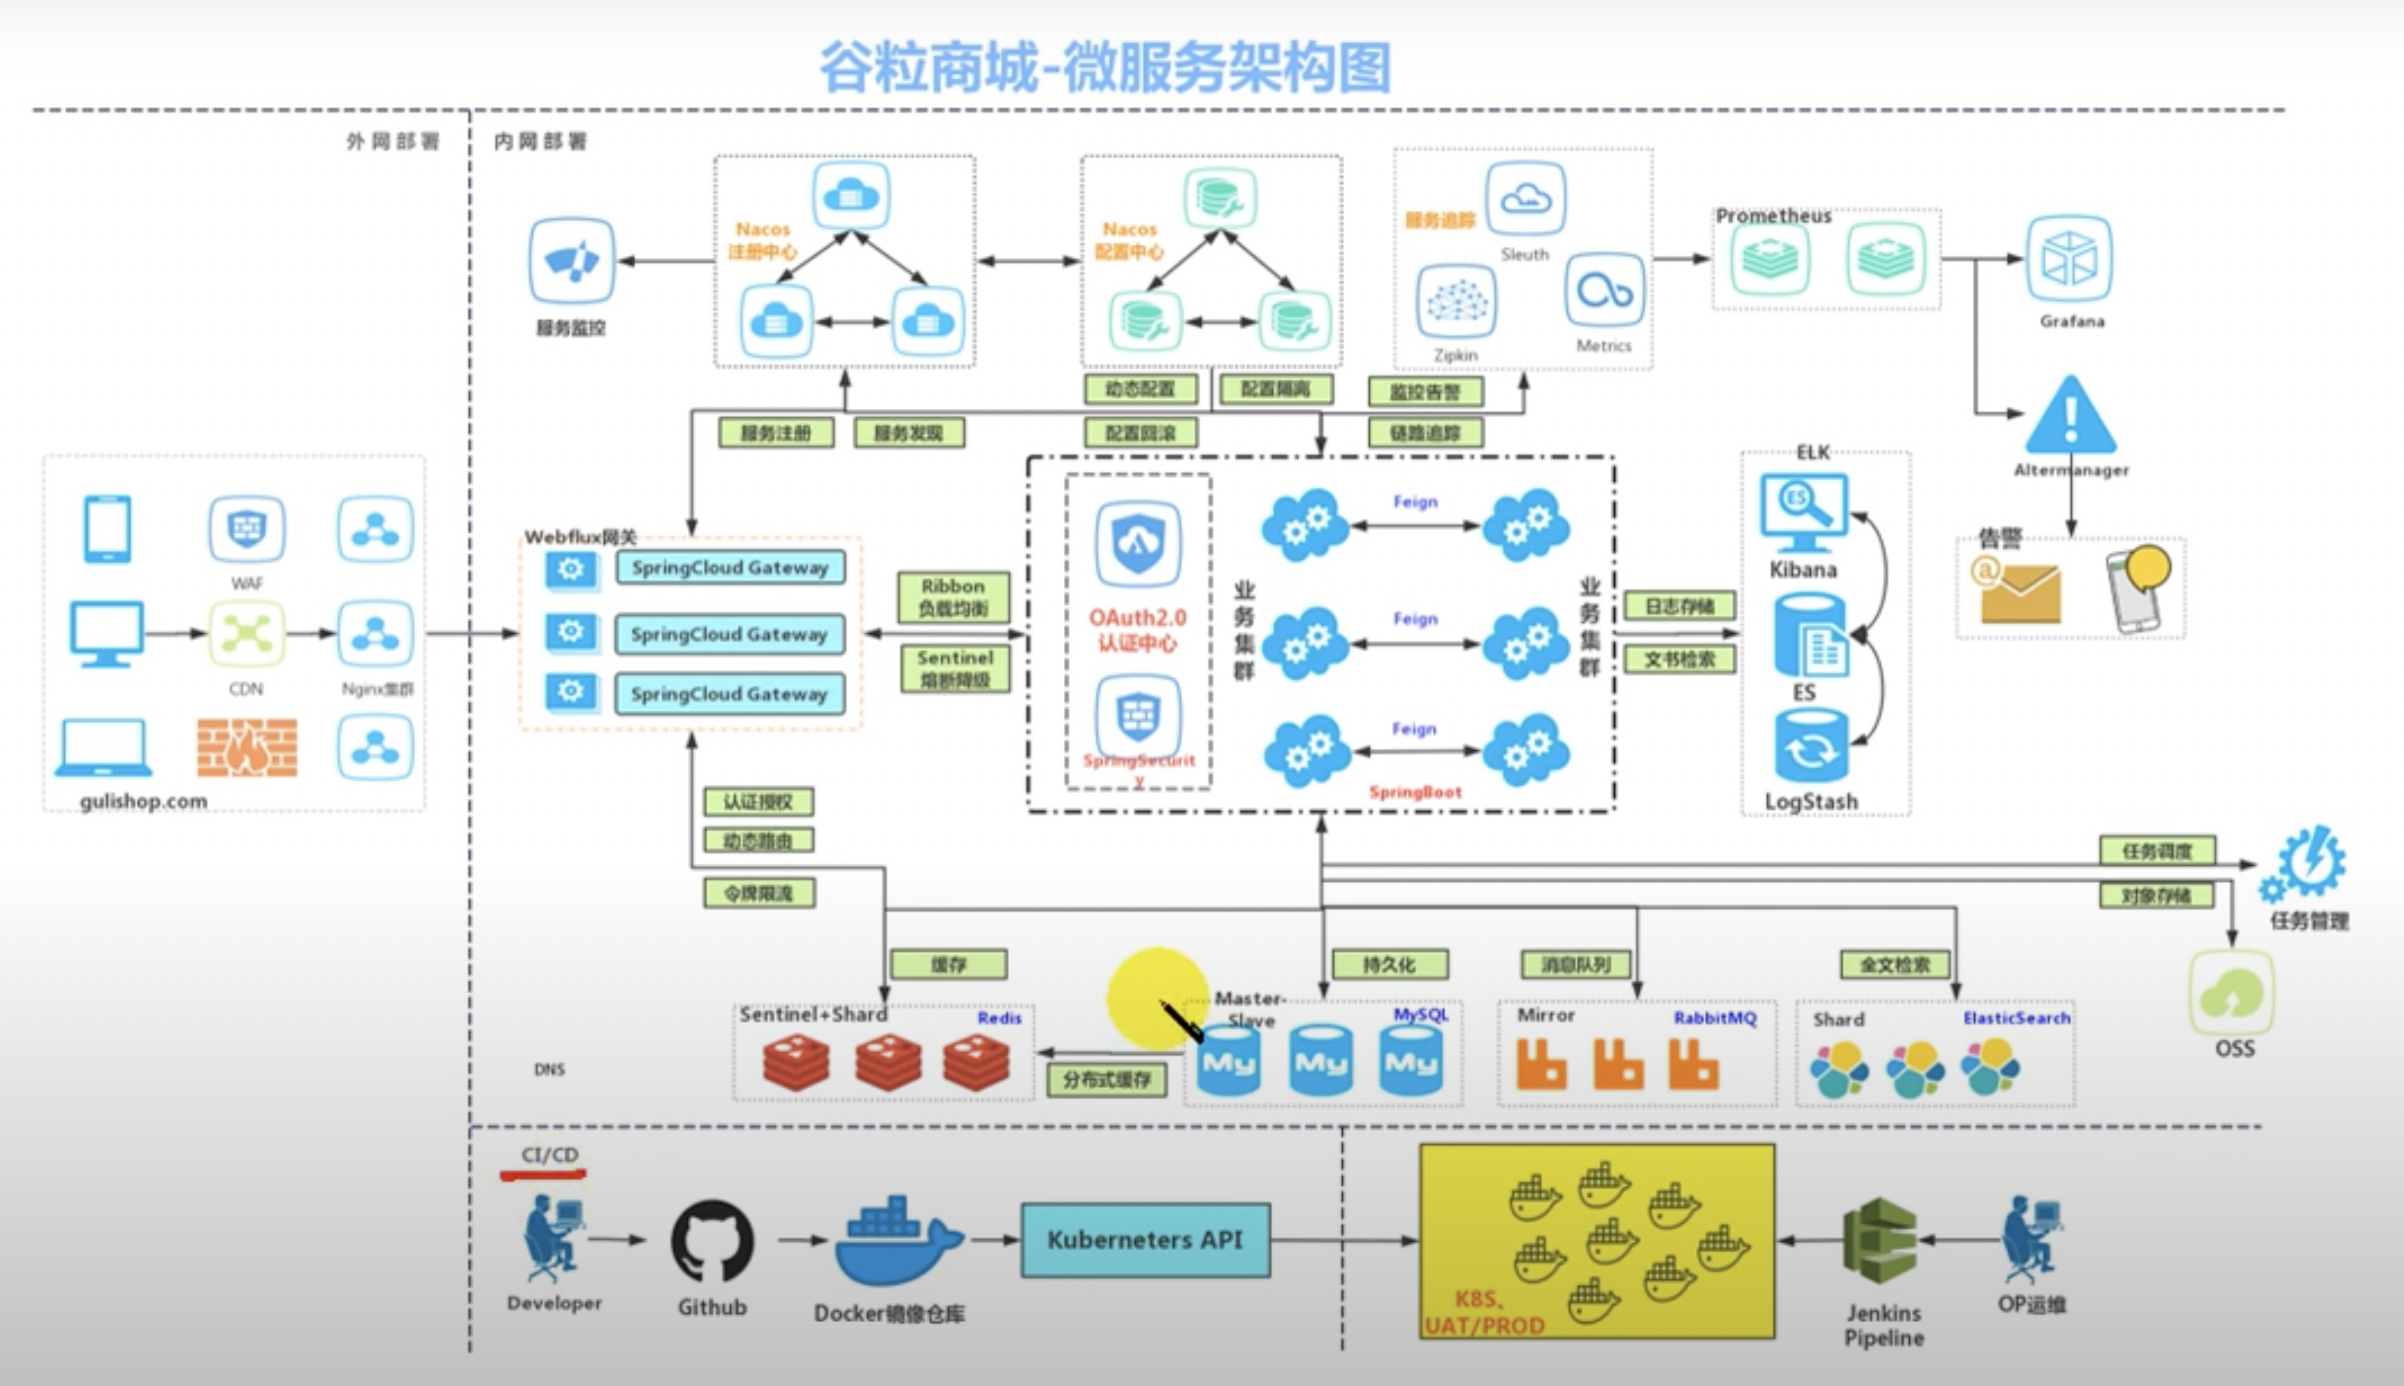 谷粒商城-微服务架构图
外网部署
内网部署
服务监控
Nacos
注册中心
Nacos
配置中心
服务追踪
Sleuth
Zipkin
Metrics
Prometheus
Grafana
动态配置
配置隔离
监控告警
服务注册
服务发现
配置回滚
链路追踪
Altermanager
告警
WAF
CDN
Nginx集群
gulishop.com
Webflux网关
SpringCloud Gateway
SpringCloud Gateway
SpringCloud Gateway
Ribbon
负载均衡
Sentinel
熔断降级
OAuth2.0
认证中心
SpringSecurit
y
业务集群
Feign
Feign
Feign
业务集群
SpringBoot
日志存储
文书检索
ELK
ES
Kibana
ES
LogStash
认证授权
动态路由
令牌限流
任务调度
对象存储
任务管理
OSS
缓存
持久化
消息队列
全文检索
Sentinel+Shard
Redis
分布式缓存
Master-
Slave
MySQL
My
My
My
Mirror
RabbitMQ
Shard
ElasticSearch
DNS
CI/CD
Developer
Github
Docker镜像仓库
Kuberneters API
K8S、
UAT/PROD
Jenkins
Pipeline
OP运维